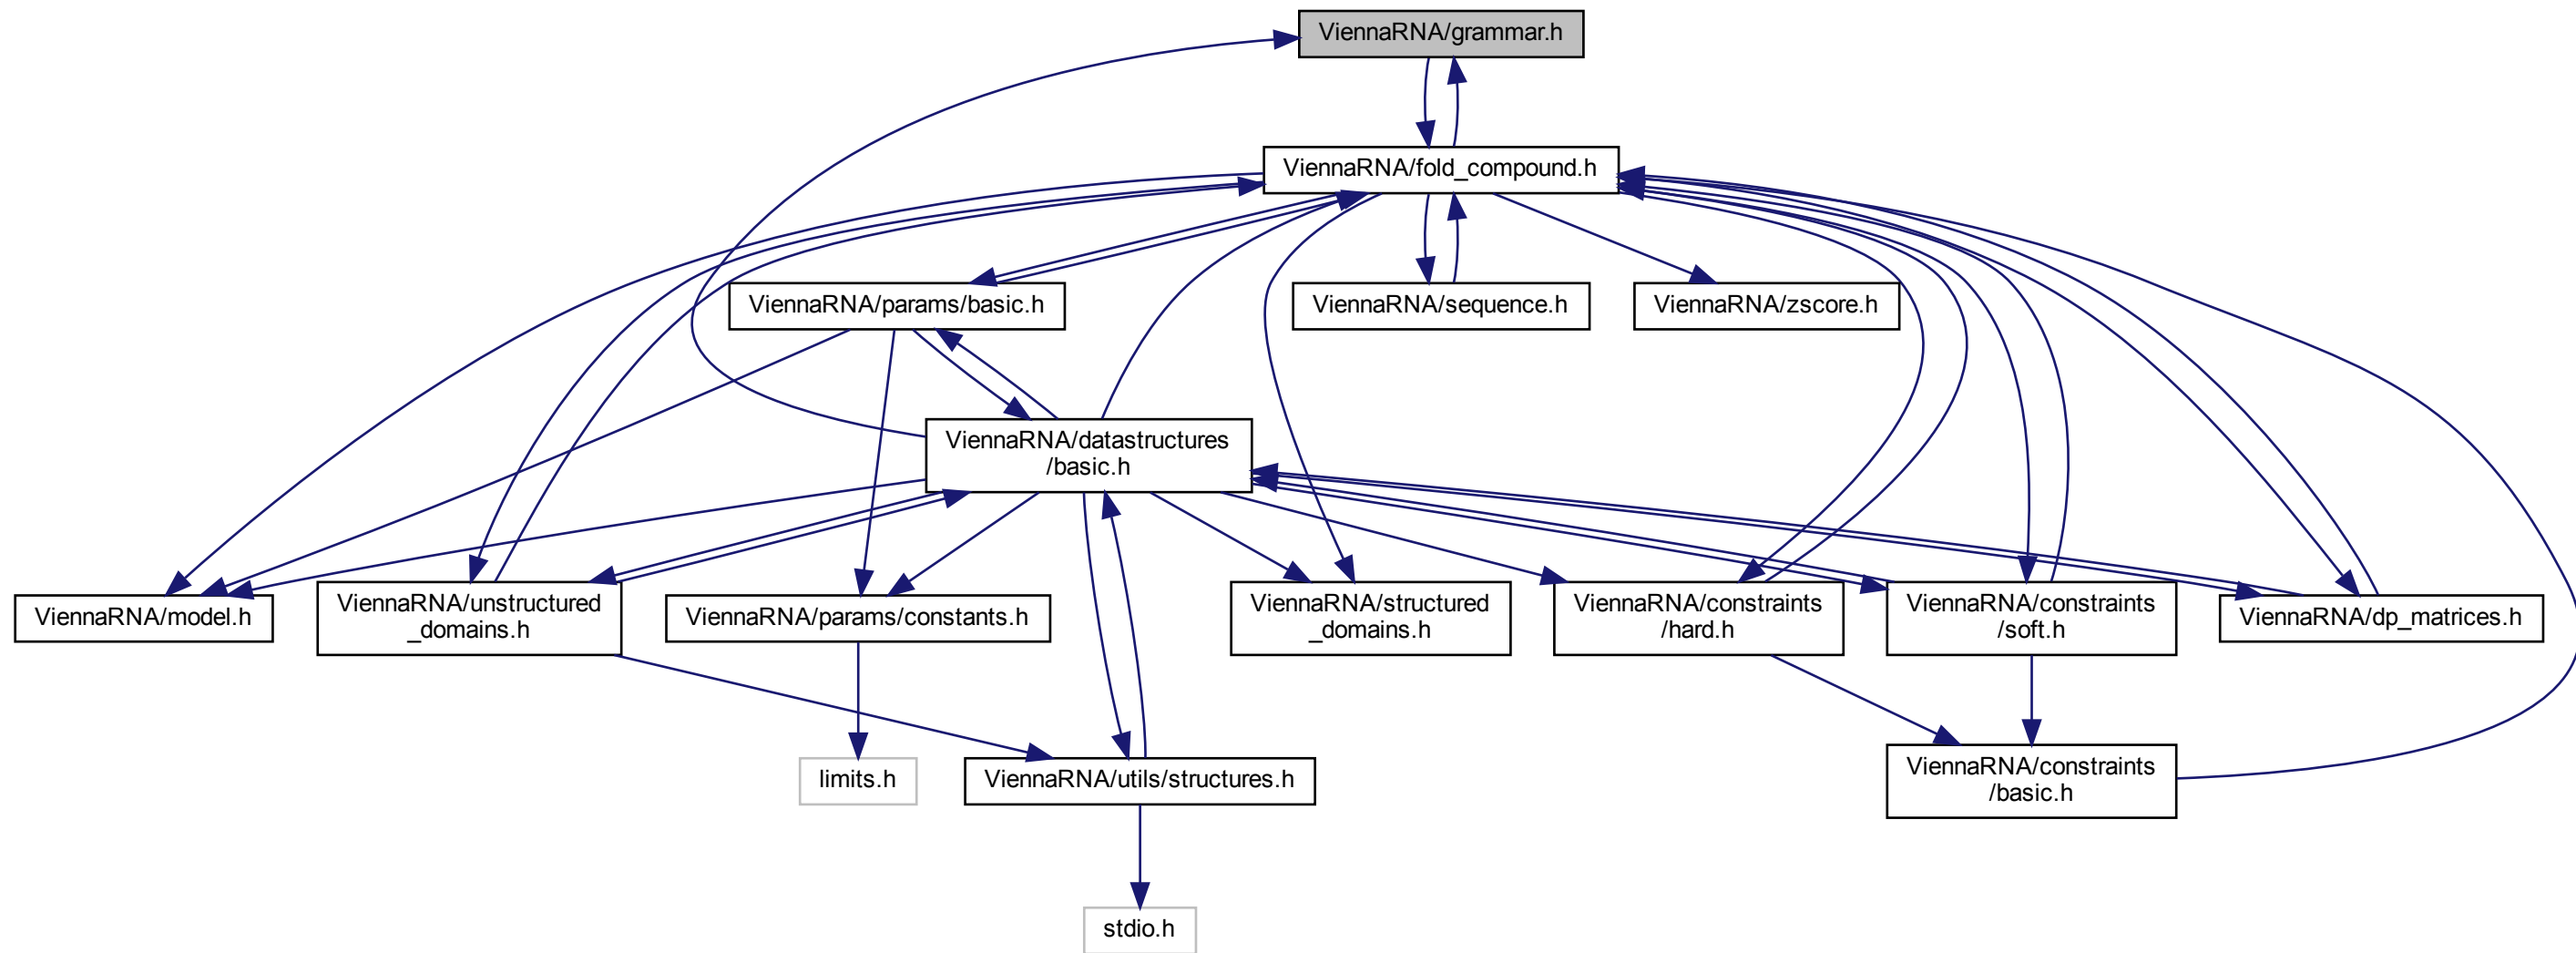 ViennaRNA/grammar.h
ViennaRNA/fold_compound.h
ViennaRNA/params/basic.h
ViennaRNA/sequence.h
ViennaRNA/zscore.h
ViennaRNA/datastructures
/basic.h
ViennaRNA/model.h
ViennaRNA/unstructured
_domains.h
ViennaRNA/params/constants.h
ViennaRNA/structured
_domains.h
ViennaRNA/constraints
/hard.h
ViennaRNA/constraints
/soft.h
ViennaRNA/dp_matrices.h
limits.h
ViennaRNA/utils/structures.h
ViennaRNA/constraints
/basic.h
stdio.h